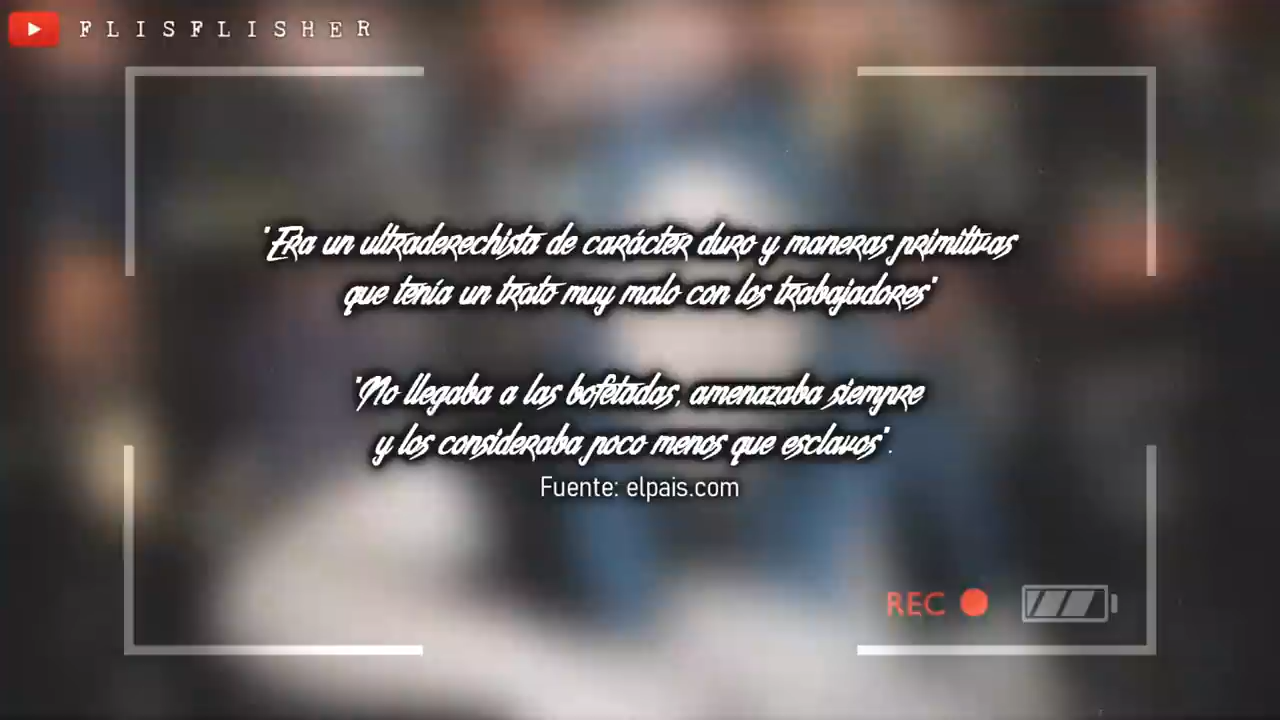 FLISFLISHER
"Era un ultraderechista de carácter duro y maneras primitivas
que tenía un trato muy malo con los trabajadores"
"No llegaba a las bofetadas, amenazaba siempre
y los consideraba poco menos que esclavos".
Fuente: elpais.com
REC